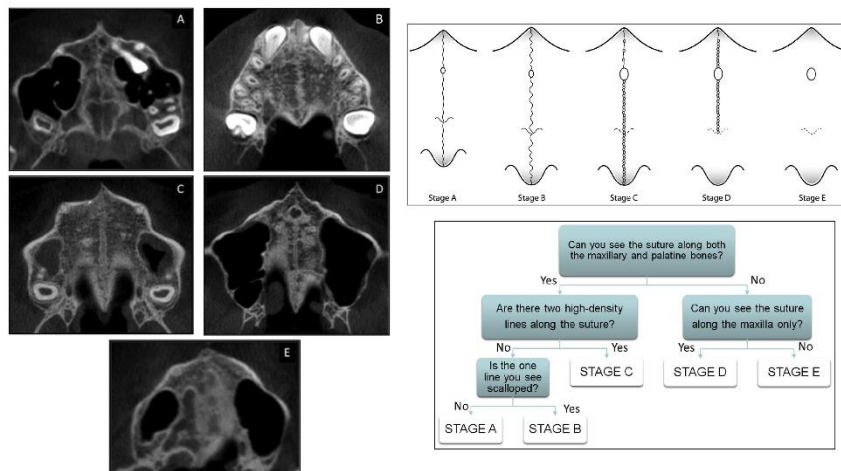 A
B
C
D
E
Stage A
Stage B
Stage C
Stage D
Stage E
Can you see the suture along both
the maxillary and palatine bones?
Yes
No
Are there two high-density
lines along the suture?
Can you see the suture
along the maxilla only?
No
Yes
Yes
No
Is the one
line you see
scalloped?
STAGE C
STAGE D
STAGE E
No
Yes
STAGE A
STAGE B